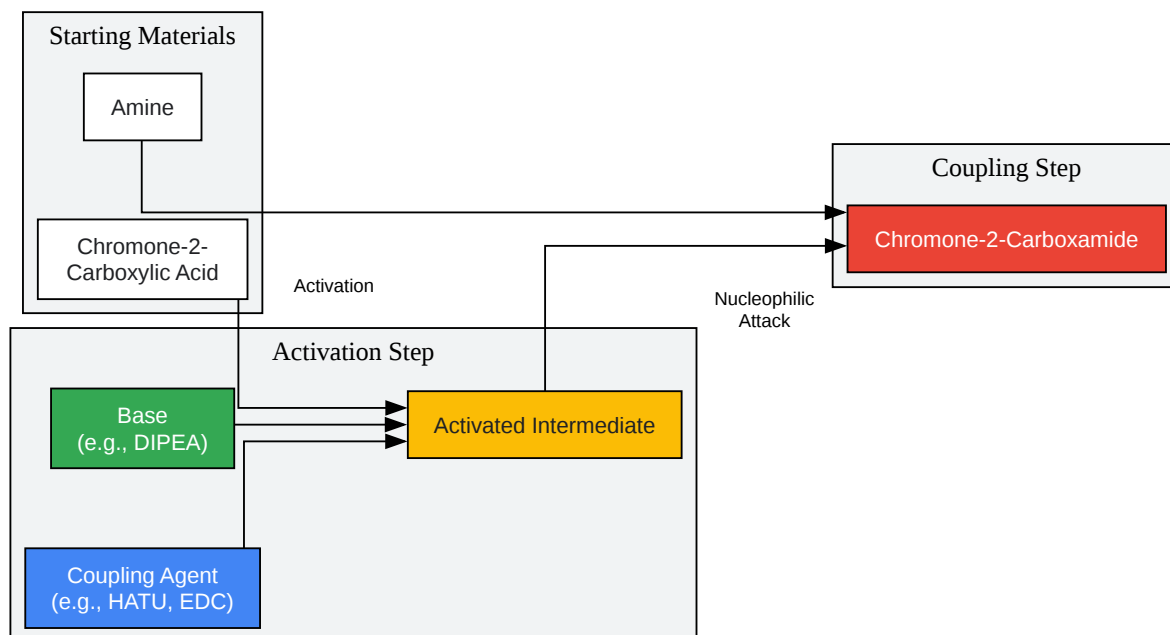 Starting Materials
Amine
Chromone-2-
Carboxylic Acid
Activation
Coupling Step
Chromone-2-Carboxamide
Nucleophilic
Attack
Activation Step
Base
(e.g., DIPEA)
Activated Intermediate
Coupling Agent
(e.g., HATU, EDC)